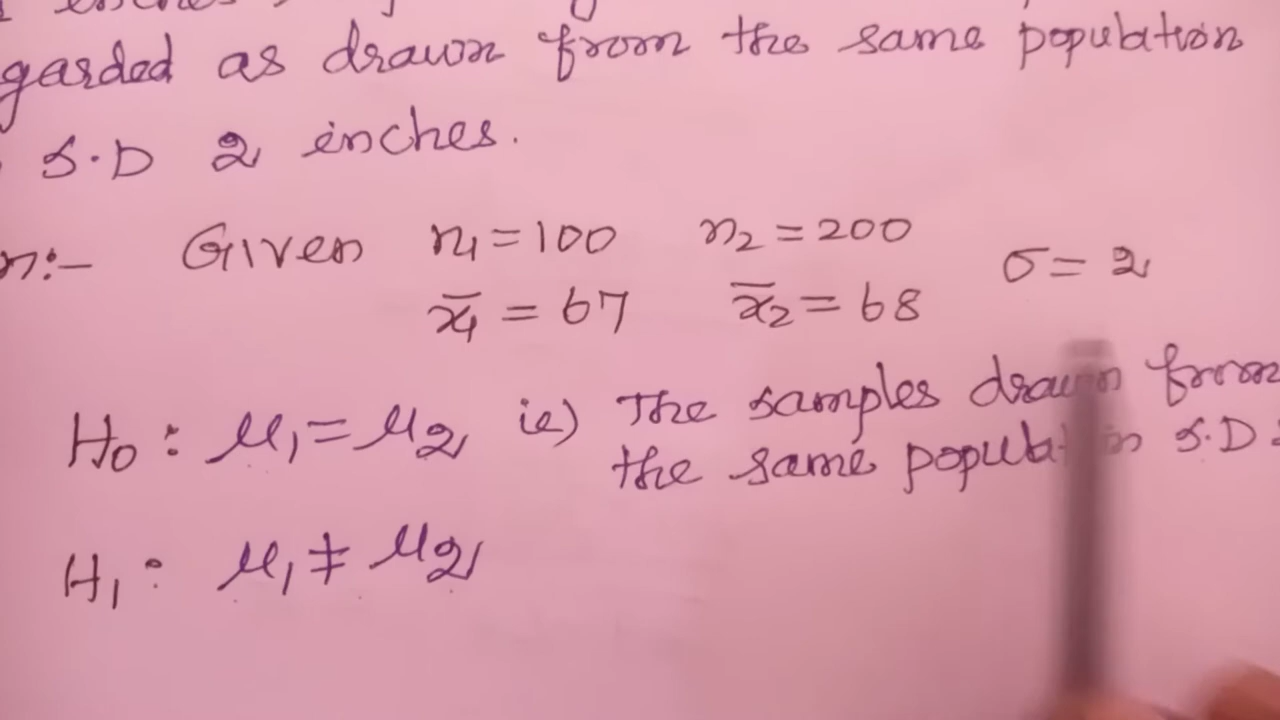 garded as drawn from the same population
S.D 2 inches.
n:- Given n₁ = 100 n₂ = 200 σ = 2
x̄₁ = 67 x̄₂ = 68
H₀ : μ₁ = μ₂ ie) The samples drawn from
the same population S.D =
H₁ : μ₁ ≠ μ₂